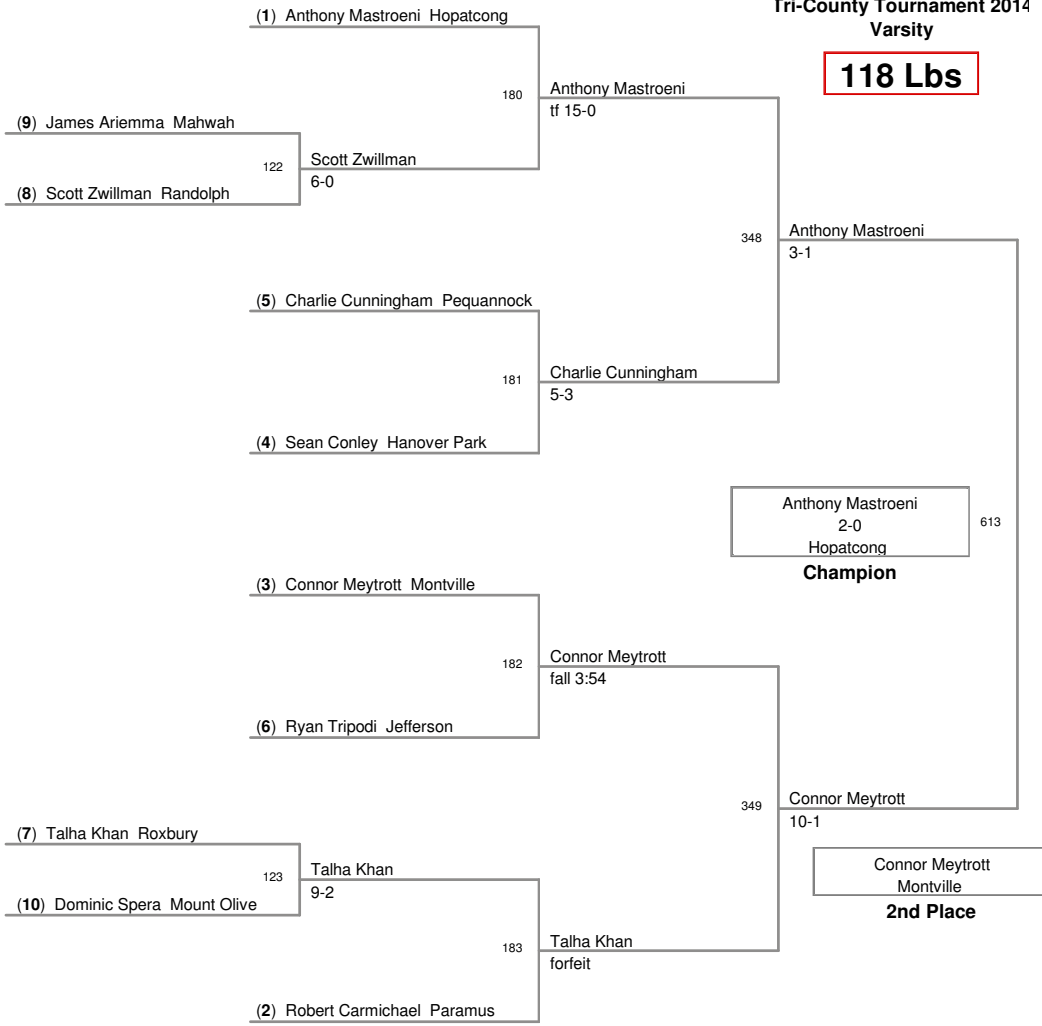 Tri-County Tournament 2014
Varsity
118 Lbs
(1) Anthony Mastroeni Hopatcong
180
Anthony Mastroeni
tf 15-0
(9) James Ariemma Mahwah
122
Scott Zwillman
6-0
(8) Scott Zwillman Randolph
348
Anthony Mastroeni
3-1
(5) Charlie Cunningham Pequannock
181
Charlie Cunningham
5-3
(4) Sean Conley Hanover Park
Anthony Mastroeni
2-0
Hopatcong
613
Champion
(3) Connor Meytrott Montville
182
Connor Meytrott
fall 3:54
(6) Ryan Tripodi Jefferson
349
Connor Meytrott
10-1
(7) Talha Khan Roxbury
123
Talha Khan
9-2
(10) Dominic Spera Mount Olive
Connor Meytrott
Montville
2nd Place
183
Talha Khan
forfeit
(2) Robert Carmichael Paramus